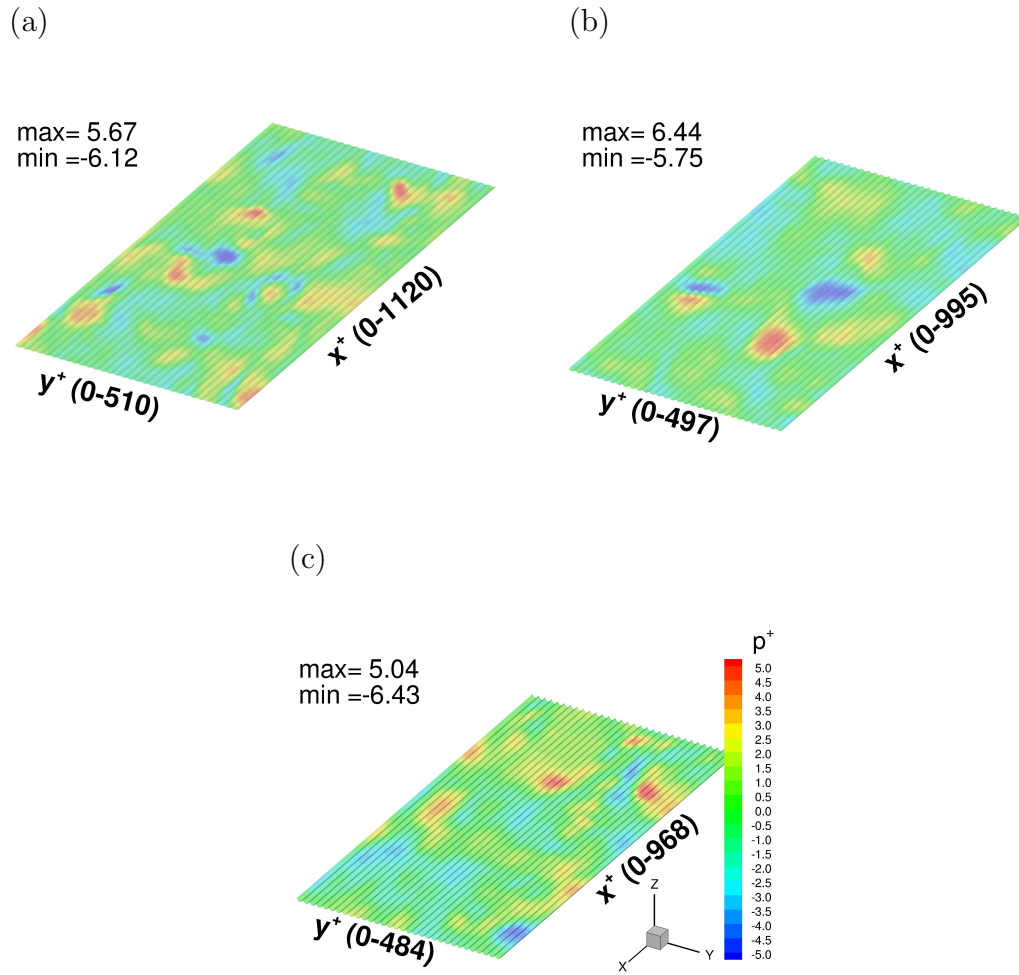 (a)
max= 5.67
min =-6.12
y+ (0-510)
x+ (0-1120)
(b)
max= 6.44
min =-5.75
y+ (0-497)
x+ (0-995)
(c)
max= 5.04
min =-6.43
y+ (0-484)
x+ (0-968)
p+
5.0
4.5
4.0
3.5
3.0
2.5
2.0
1.5
1.0
0.0
-0.5
-1.0
-1.5
-2.0
-2.5
-3.0
-3.5
-4.0
-4.5
-5.0
Z
Y
X